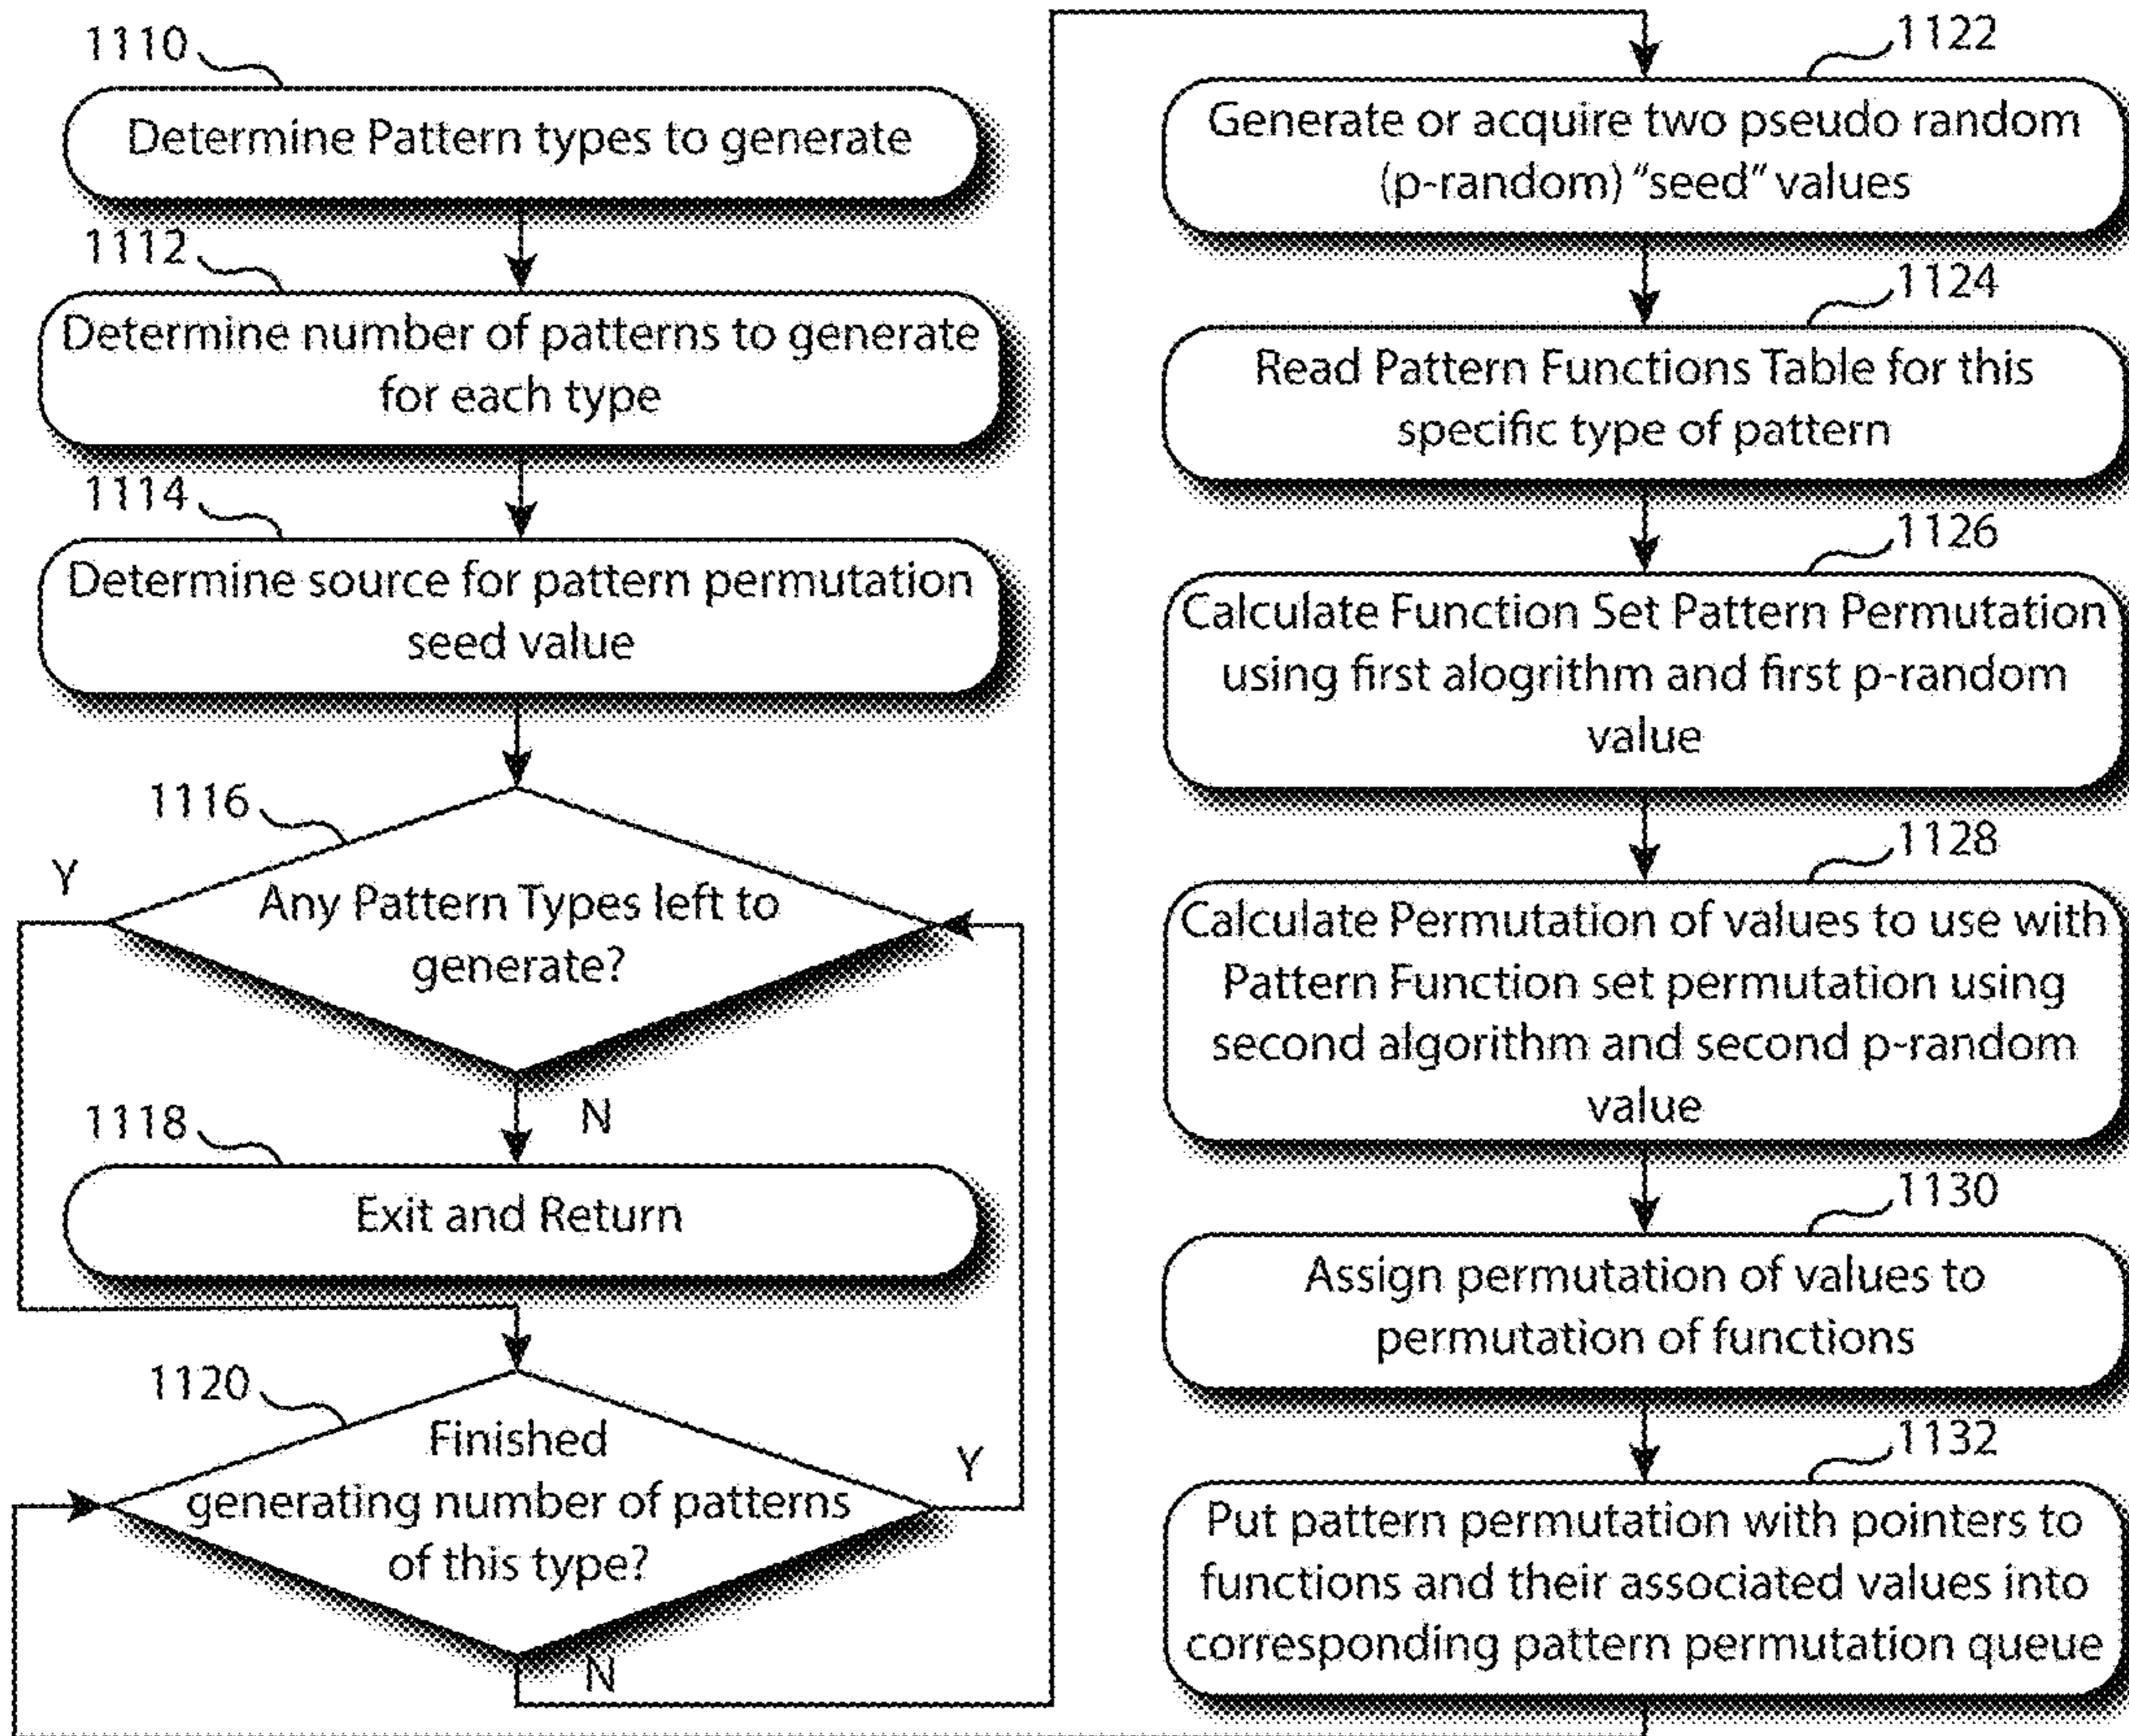 1110
Determine Pattern types to generate
1112
Determine number of patterns to generate
for each type
1114
Determine source for pattern permutation
seed value
1116
Y
Any Pattern Types left to
generate?
N
1118
Exit and Return
1120
Finished
generating number of patterns
of this type?
Y
N
1122
Generate or acquire two pseudo random
(p-random) “seed” values
1124
Read Pattern Functions Table for this
specific type of pattern
1126
Calculate Function Set Pattern Permutation
using first alogrithm and first p-random
value
1128
Calculate Permutation of values to use with
Pattern Function set permutation using
second algorithm and second p-random
value
1130
Assign permutation of values to
permutation of functions
1132
Put pattern permutation with pointers to
functions and their associated values into
corresponding pattern permutation queue